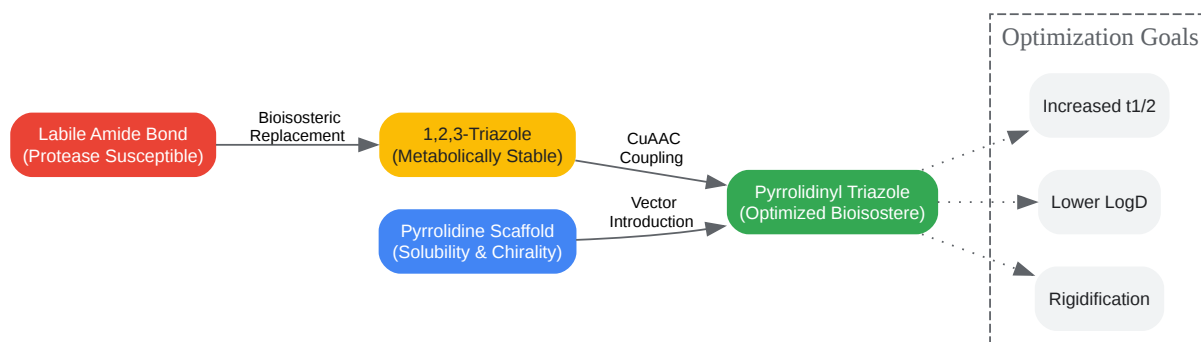 Optimization Goals
Labile Amide Bond
(Protease Susceptible)
Bioisosteric
Replacement
1,2,3-Triazole
(Metabolically Stable)
CuAAC
Coupling
Pyrrolidine Scaffold
(Solubility & Chirality)
Vector
Introduction
Pyrrolidinyl Triazole
(Optimized Bioisostere)
Increased t1/2
Lower LogD
Rigidification